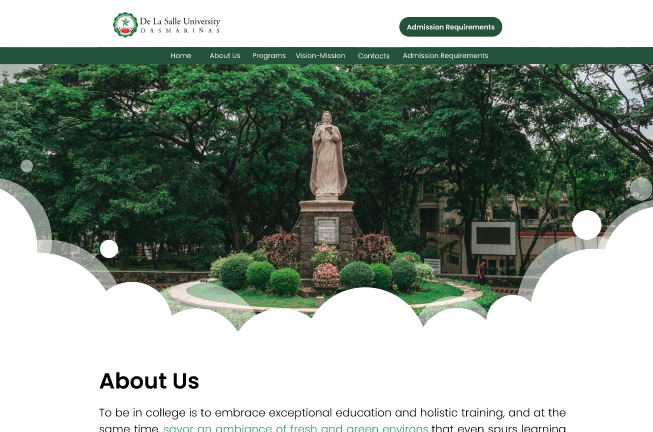 De La Salle University
DASMARIÑAS
Admission Requirements
Home About Us Programs Vision-Mission Contacts Admission Requirements
About Us
To be in college is to embrace exceptional education and holistic training, and at the
same time, savor an ambiance of fresh and green environs that even spurs learning